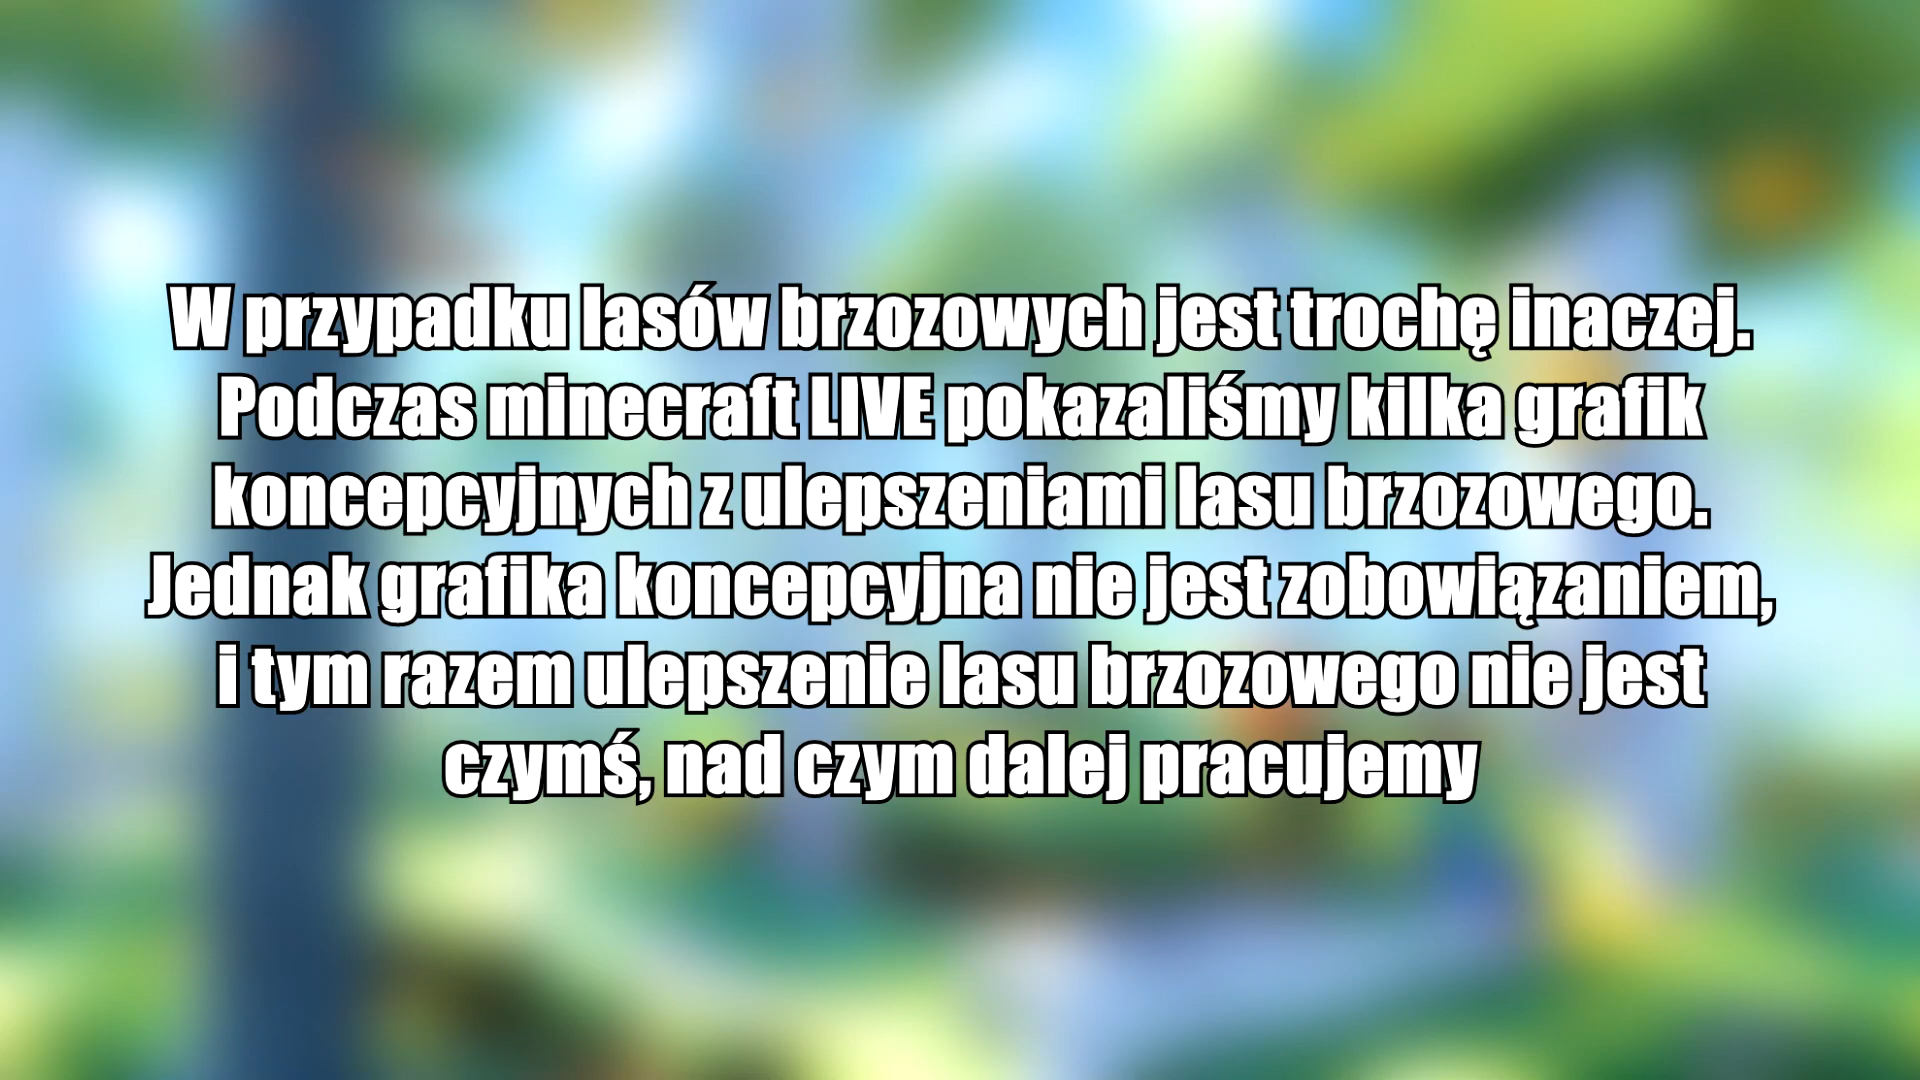 W przypadku lasów brzozowych jest trochę inaczej.
Podczas minecraft LIVE pokazaliśmy kilka grafik
koncepcyjnych z ulepszeniami lasu brzozowego.
Jednak grafika koncepcyjna nie jest zobowiązaniem,
i tym razem ulepszenie lasu brzozowego nie jest
czymś, nad czym dalej pracujemy